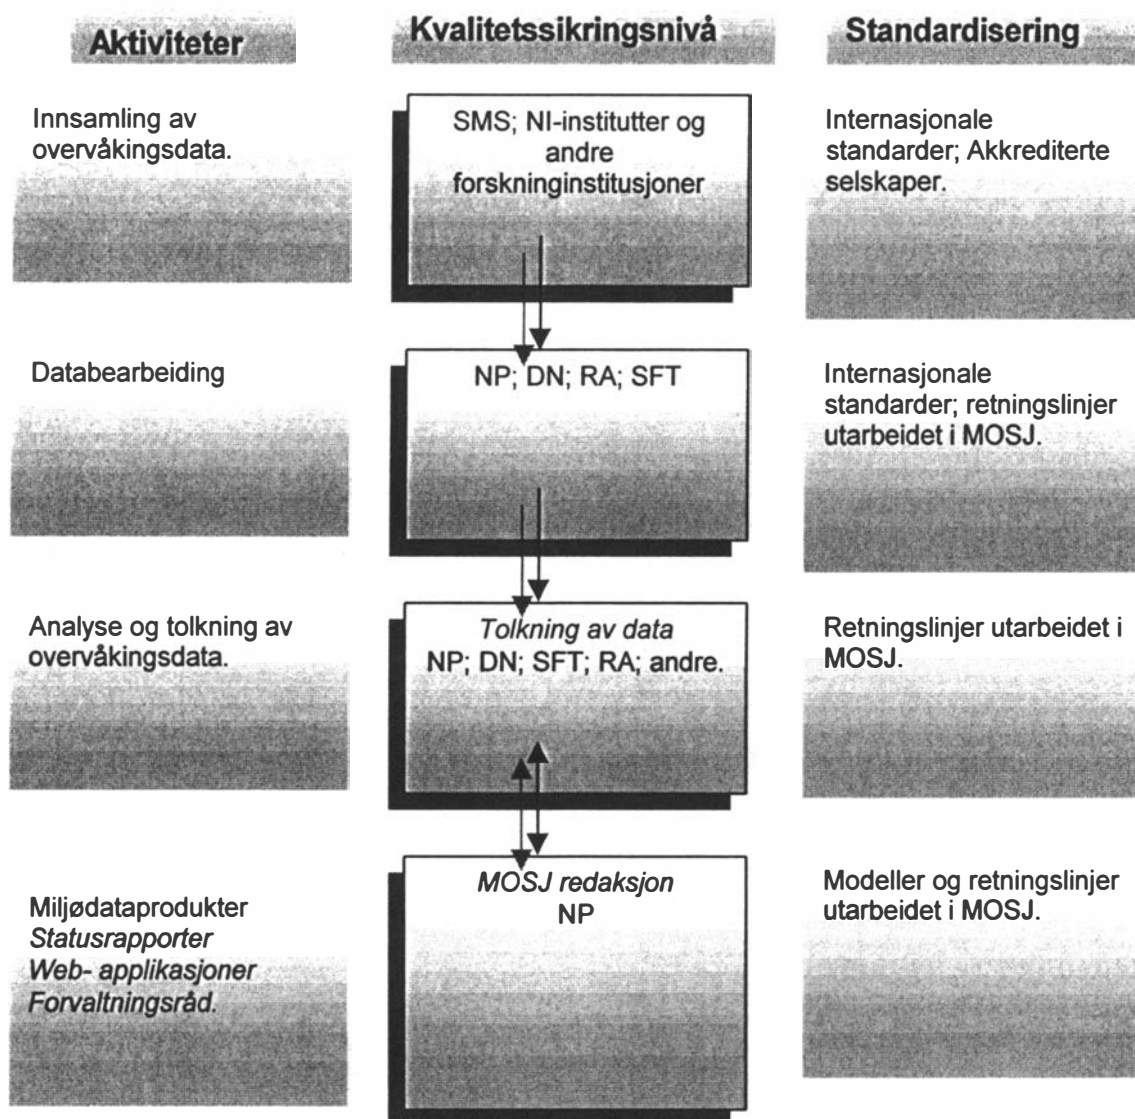 Aktiviteter
Kvalitetssikringsnivå
Standardisering
Innsamling av
overvåkingsdata.
SMS; NI-institutter og
andre
forskninginstitusjoner
Internasjonale
standarder; Akkrediterte
selskaper.
Databearbeiding
NP; DN; RA; SFT
Internasjonale
standarder; retningslinjer
utarbeidet i MOSJ.
Analyse og tolkning av
overvåkingsdata.
Tolkning av data
NP; DN; SFT; RA; andre.
Retningslinjer utarbeidet i
MOSJ.
Miljødataprodukter
Statusrapporter
Web- applikasjoner
Forvaltningsråd.
MOSJ redaksjon
NP
Modeller og retningslinjer
utarbeidet i MOSJ.